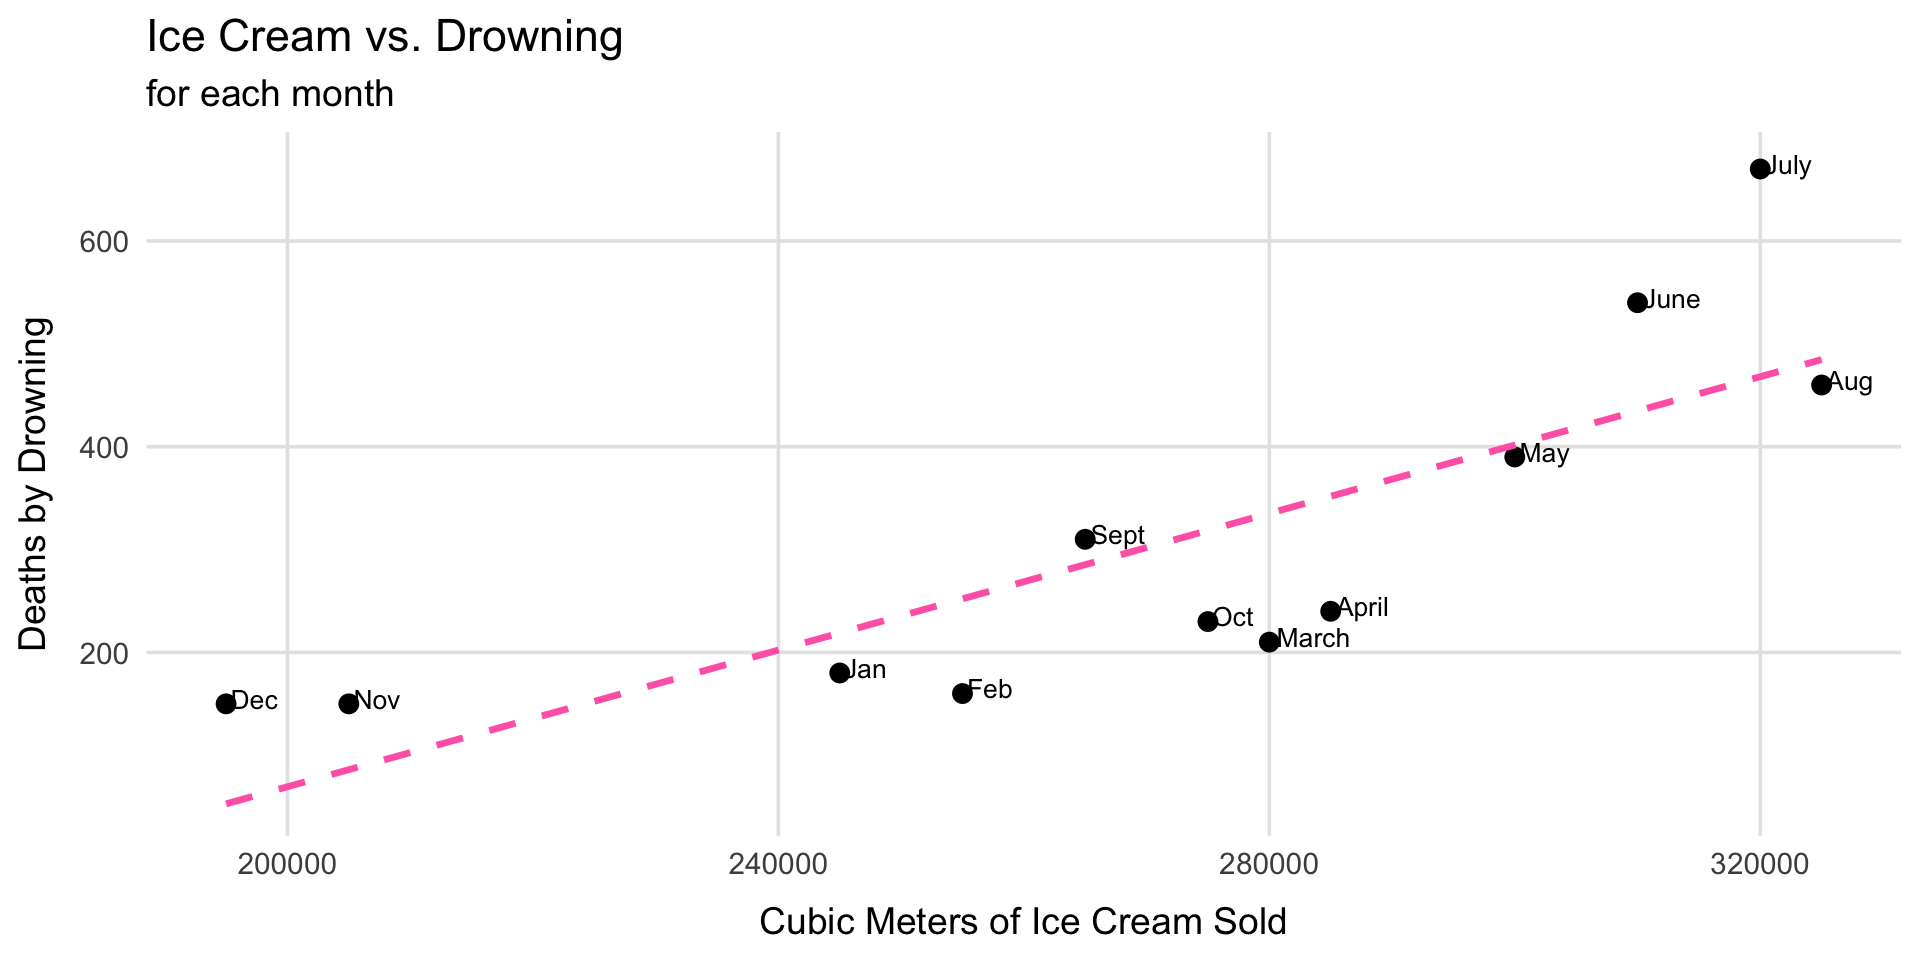 Ice Cream vs. Drowning
for each month
July
600
June
Aug
400
May
Sept
April
Oct
March
200
Jan
Feb
Dec
Nov
Deaths by Drowning
200000 240000 280000 320000
Cubic Meters of Ice Cream Sold